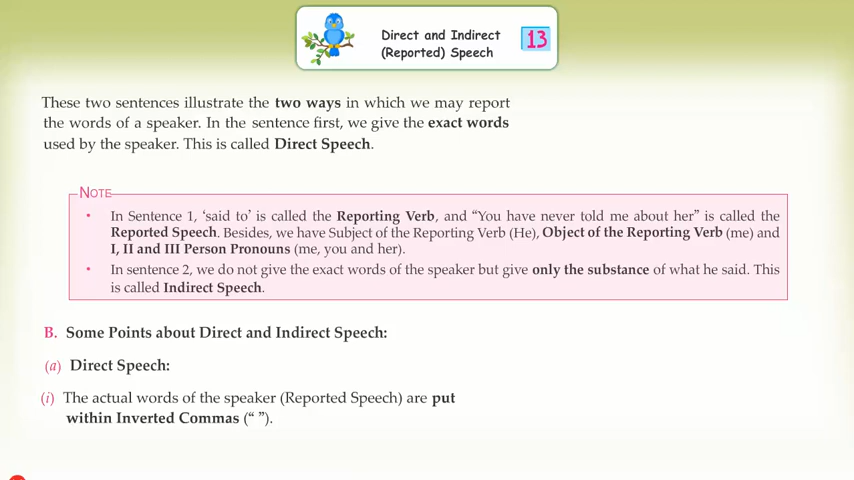 Direct and Indirect
(Reported) Speech
13
These two sentences illustrate the two ways in which we may report
the words of a speaker. In the sentence first, we give the exact words
used by the speaker. This is called Direct Speech.
NOTE
• In Sentence 1, ‘said to’ is called the Reporting Verb, and “You have never told me about her” is called the
Reported Speech. Besides, we have Subject of the Reporting Verb (He), Object of the Reporting Verb (me) and
I, II and III Person Pronouns (me, you and her).
• In sentence 2, we do not give the exact words of the speaker but give only the substance of what he said. This
is called Indirect Speech.
B. Some Points about Direct and Indirect Speech:
(a) Direct Speech:
(i) The actual words of the speaker (Reported Speech) are put
within Inverted Commas (“ ”).